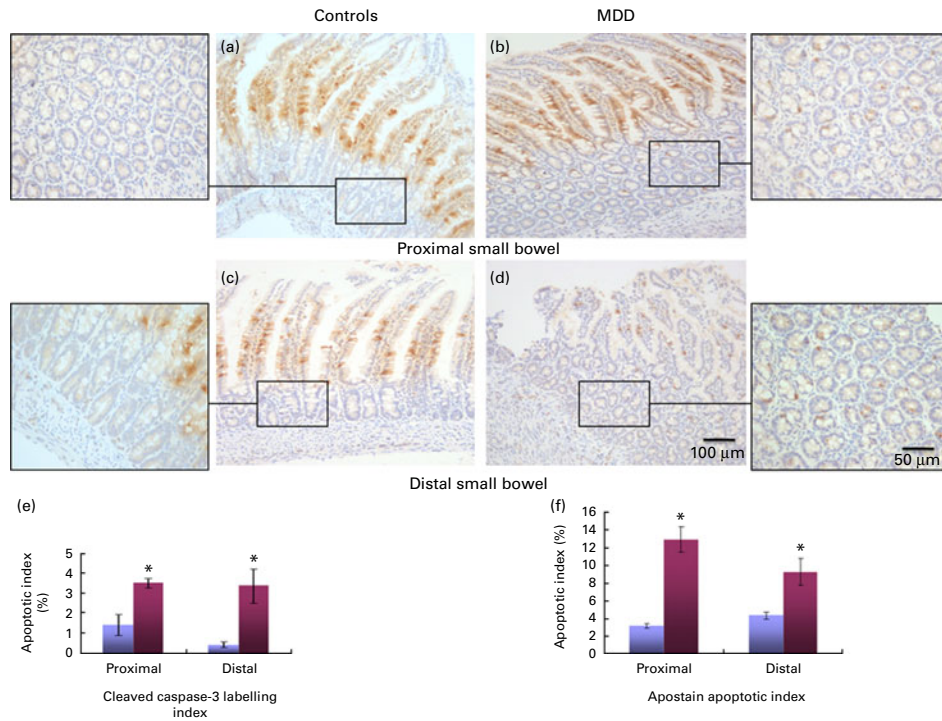 Controls
MDD
(a)
(b)
Proximal small bowel
(c)
(d)
100 µm
50 µm
Distal small bowel
(e)
Apoptotic index
(%)
5
4
3
2
1
0
*
*
Proximal
Distal
Cleaved caspase-3 labelling
index
(f)
Apoptotic index (%)
16
14
12
10
8
6
4
2
0
*
*
Proximal
Distal
Apostain apoptotic index